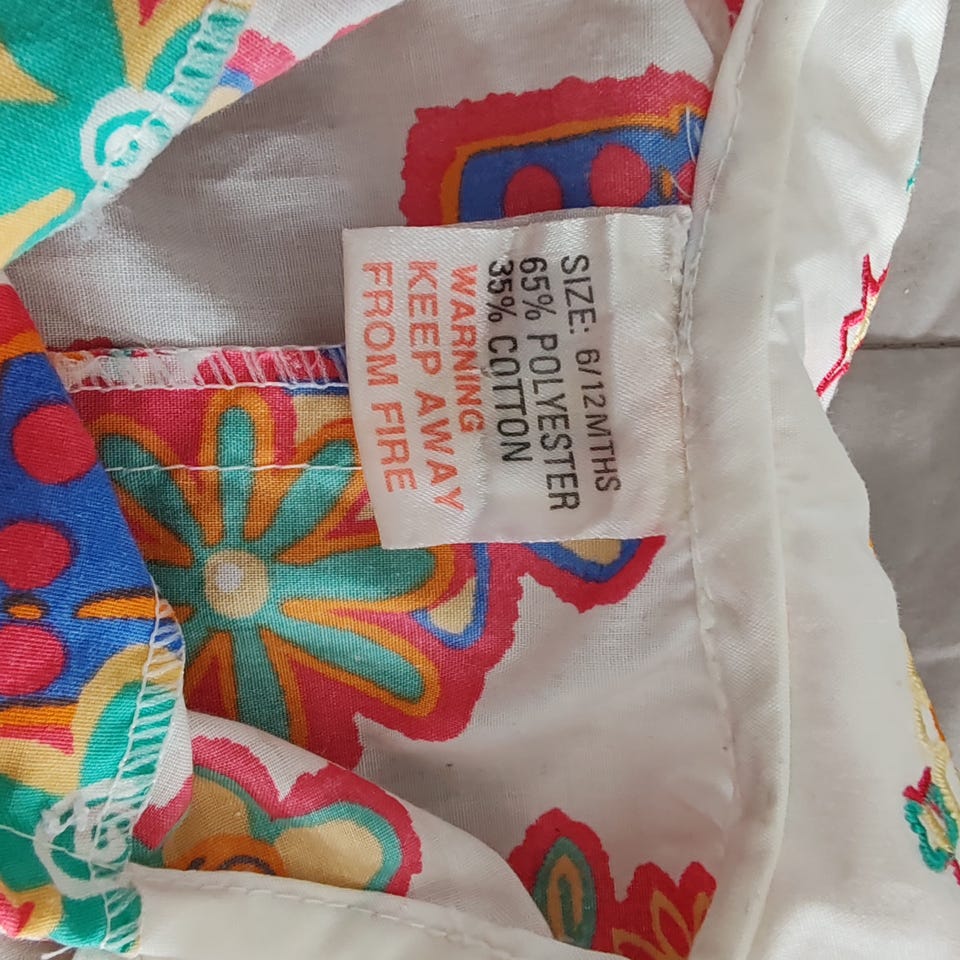 SIZE: 6/12MTHS
65% POLYESTER
35% COTTON
WARNING
KEEP AWAY
FROM FIRE